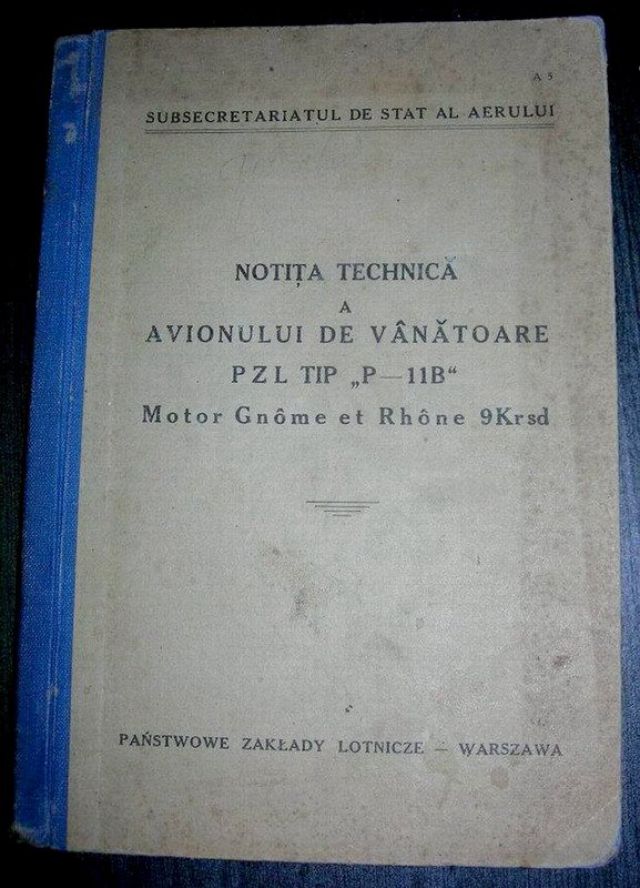 A 5
SUBSECRETARIATUL DE STAT AL AERULUI
NOTIȚA TECHNICĂ
A
AVIONULUI DE VÂNĂTOARE
PZL TIP „P—11B“
Motor Gnôme et Rhône 9Krsd
PAŃSTWOWE ZAKŁADY LOTNICZE — WARSZAWA